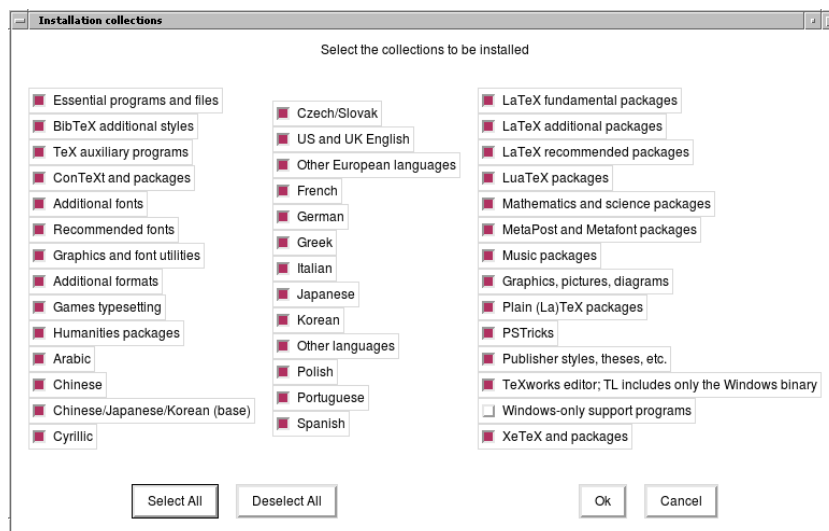 Installation collections
Select the collections to be installed
Essential programs and files
BibTeX additional styles
TeX auxiliary programs
ConTeXt and packages
Additional fonts
Recommended fonts
Graphics and font utilities
Additional formats
Games typesetting
Humanities packages
Arabic
Chinese
Chinese/Japanese/Korean (base)
Cyrillic
Czech/Slovak
US and UK English
Other European languages
French
German
Greek
Italian
Japanese
Korean
Other languages
Polish
Portuguese
Spanish
LaTeX fundamental packages
LaTeX additional packages
LaTeX recommended packages
LuaTeX packages
Mathematics and science packages
MetaPost and Metafont packages
Music packages
Graphics, pictures, diagrams
Plain (La)TeX packages
PSTricks
Publisher styles, theses, etc.
TeXworks editor; TL includes only the Windows binary
Windows-only support programs
XeTeX and packages
Select All
Deselect All
Ok
Cancel